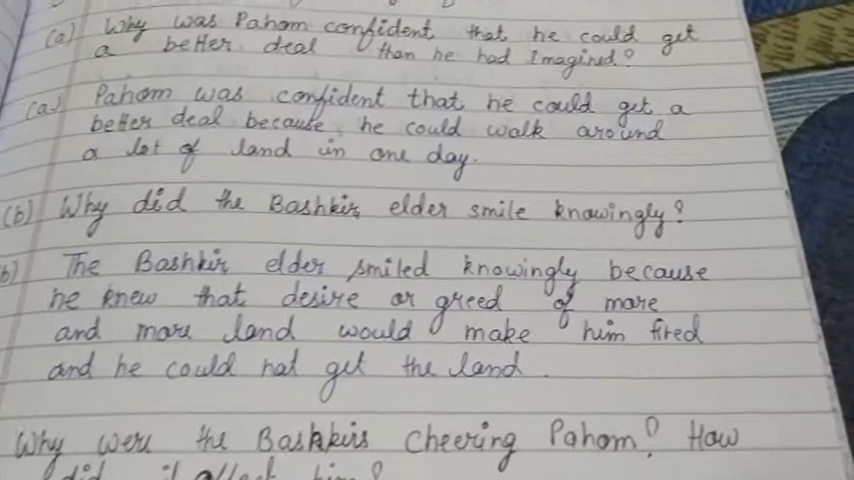 (a) Why was Pahom confident that he could get
a better deal than he had Imagined?
(a) Pahom was confident that he could get a
better deal because he could walk around
a lot of land in one day.
(b) Why did the Bashkir elder smile knowingly?
b) The Bashkir elder smiled knowingly because
he knew that desire or greed of more
and more land would make him tired
and he could not get the land.
Why were the Bashkirs cheering Pahom? How
did it affect him?